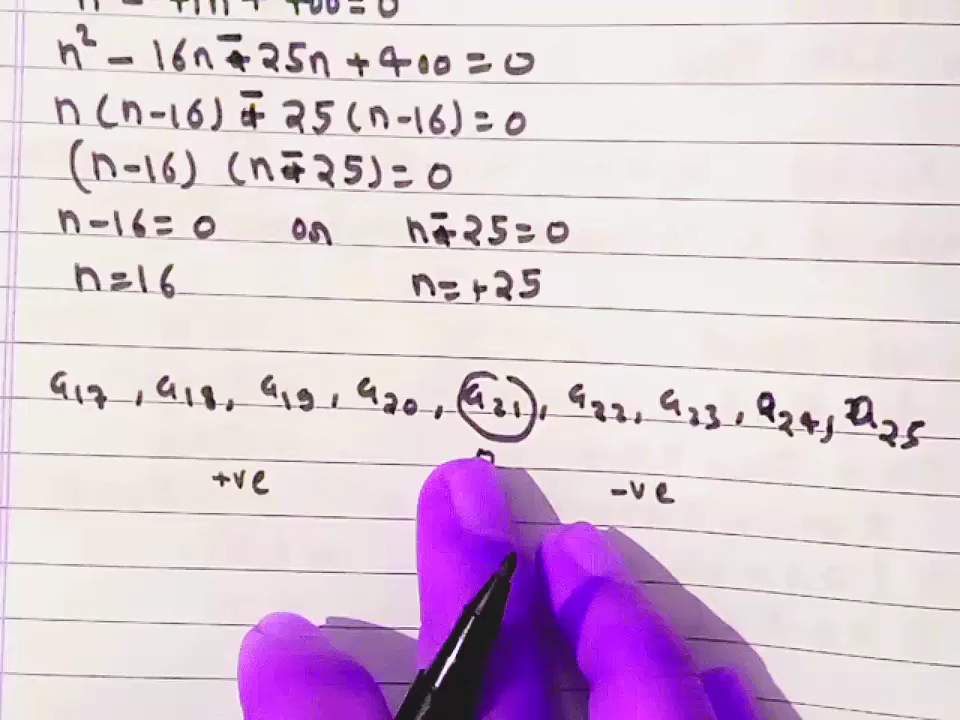 n² - 16n - 25n + 400 = 0
n (n-16) - 25 (n-16) = 0
(n-16) (n-25) = 0
n-16 = 0 or n-25 = 0
n=16 n=+25
a17, a18, a19, a20, a21, a22, a23, a24, a25
+ve -ve